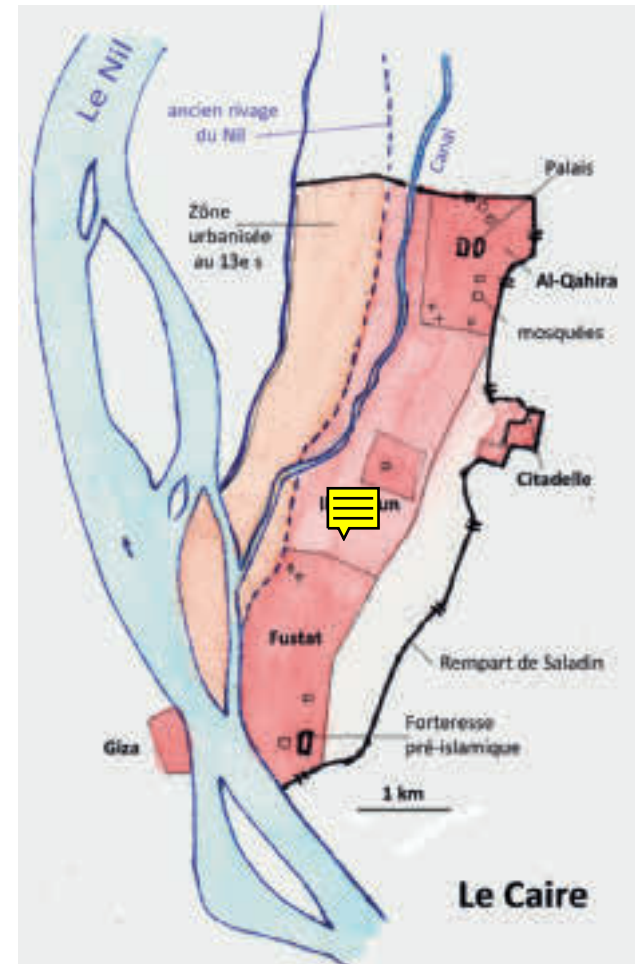 Le Nil
ancien rivage
du Nil
Canal
Palais
Zône
urbanisée
au 13e s
Al-Qahira
mosquées
Citadelle
Fustat
Rempart de Saladin
Forteresse
pré-islamique
Giza
1 km
Le Caire